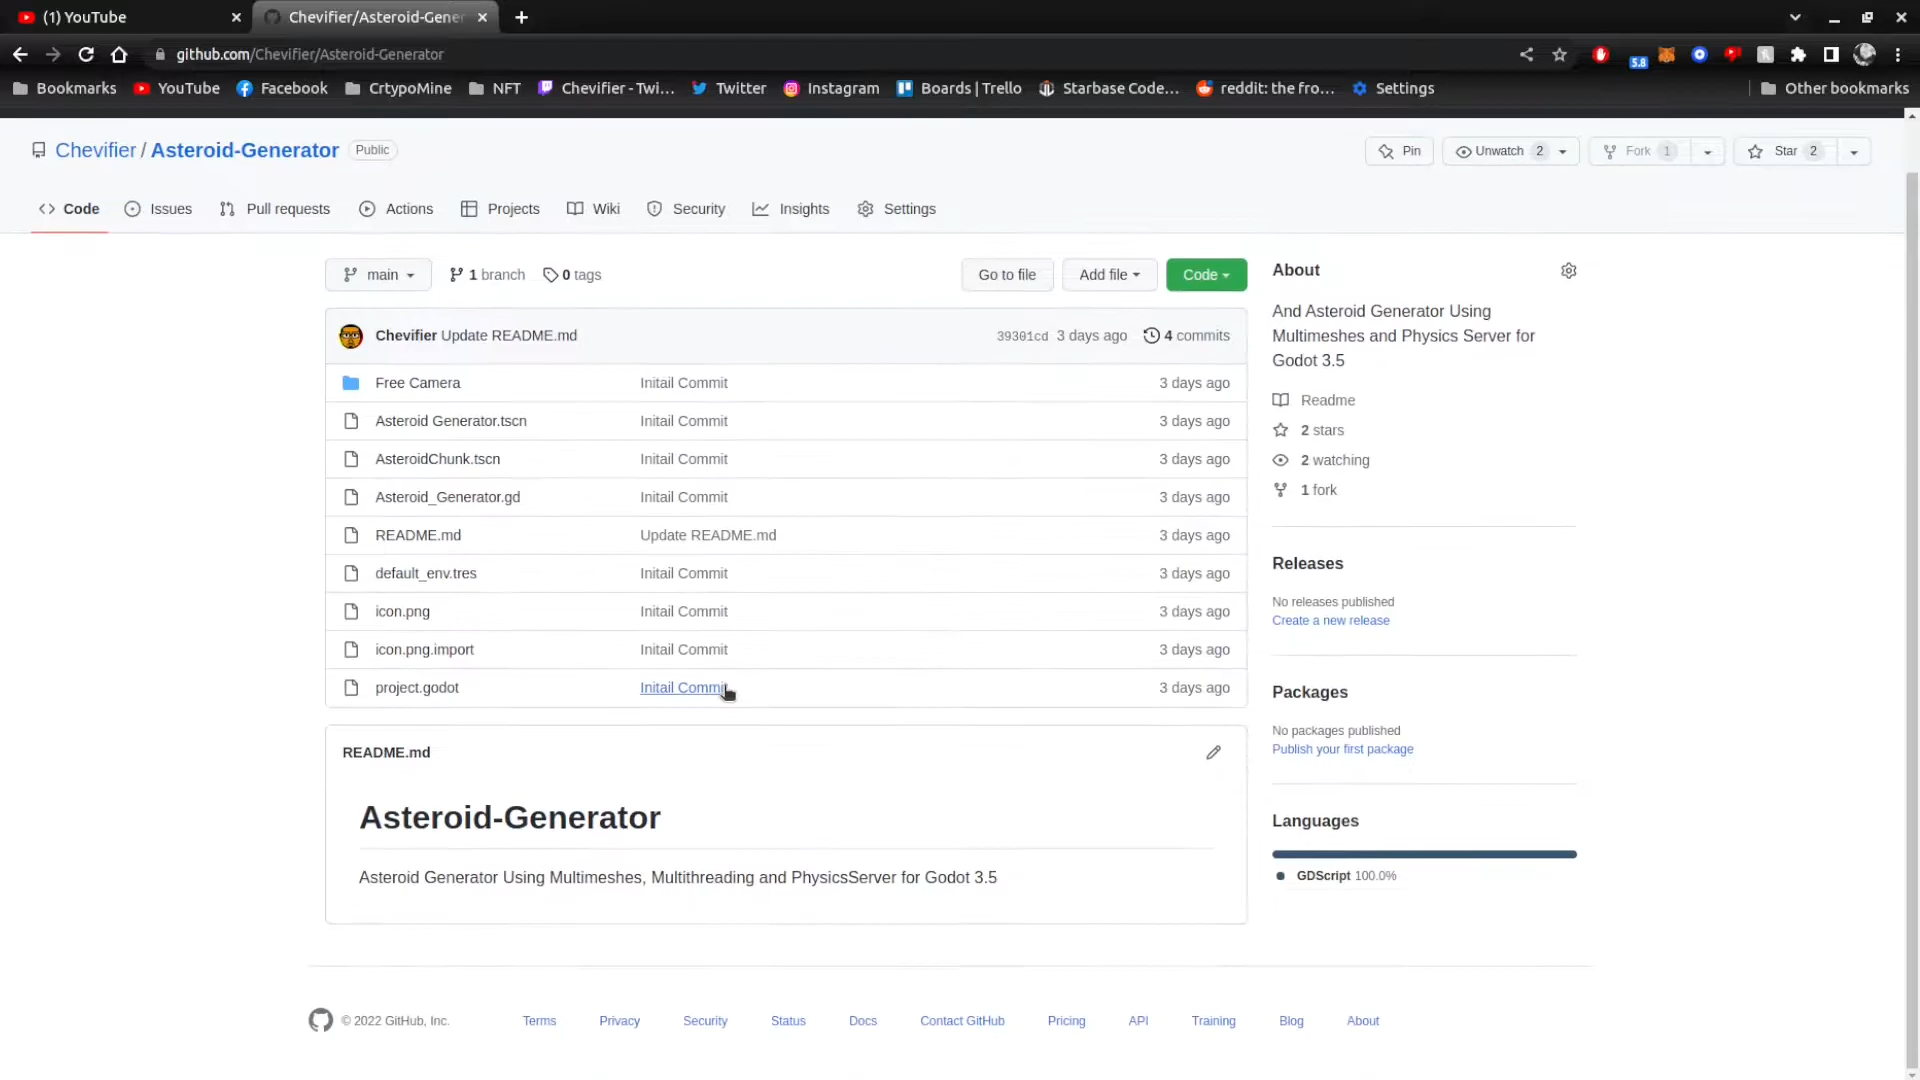 (1) YouTube
Chevifier/Asteroid-Gener
github.com/Chevifier/Asteroid-Generator
5.8
Bookmarks YouTube Facebook CrtypoMine NFT Chevifier - Twi... Twitter Instagram Boards | Trello Starbase Code... reddit: the fro... Settings Other bookmarks
Chevifier / Asteroid-Generator Public
Pin Unwatch 2 Fork 1 Star 2
Code Issues Pull requests Actions Projects Wiki Security Insights Settings
main 1 branch 0 tags Go to file Add file Code
Chevifier Update README.md 39301cd 3 days ago 4 commits
Free Camera Initail Commit 3 days ago
Asteroid Generator.tscn Initail Commit 3 days ago
AsteroidChunk.tscn Initail Commit 3 days ago
Asteroid_Generator.gd Initail Commit 3 days ago
README.md Update README.md 3 days ago
default_env.tres Initail Commit 3 days ago
icon.png Initail Commit 3 days ago
icon.png.import Initail Commit 3 days ago
project.godot Initail Commit 3 days ago
README.md
Asteroid-Generator
Asteroid Generator Using Multimeshes, Multithreading and PhysicsServer for Godot 3.5
About
And Asteroid Generator Using
Multimeshes and Physics Server for
Godot 3.5
Readme
2 stars
2 watching
1 fork
Releases
No releases published
Create a new release
Packages
No packages published
Publish your first package
Languages
GDScript 100.0%
© 2022 GitHub, Inc. Terms Privacy Security Status Docs Contact GitHub Pricing API Training Blog About